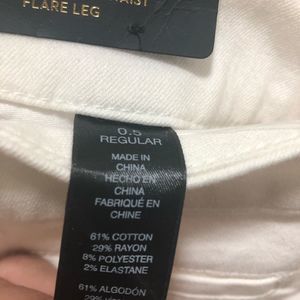 FLARE LEG
0.5
REGULAR
MADE IN
CHINA
HECHO EN
CHINA
FABRIQUÉ EN
CHINE
61% COTTON
29% RAYON
8% POLYESTER
2% ELASTANE
61% ALGODÓN